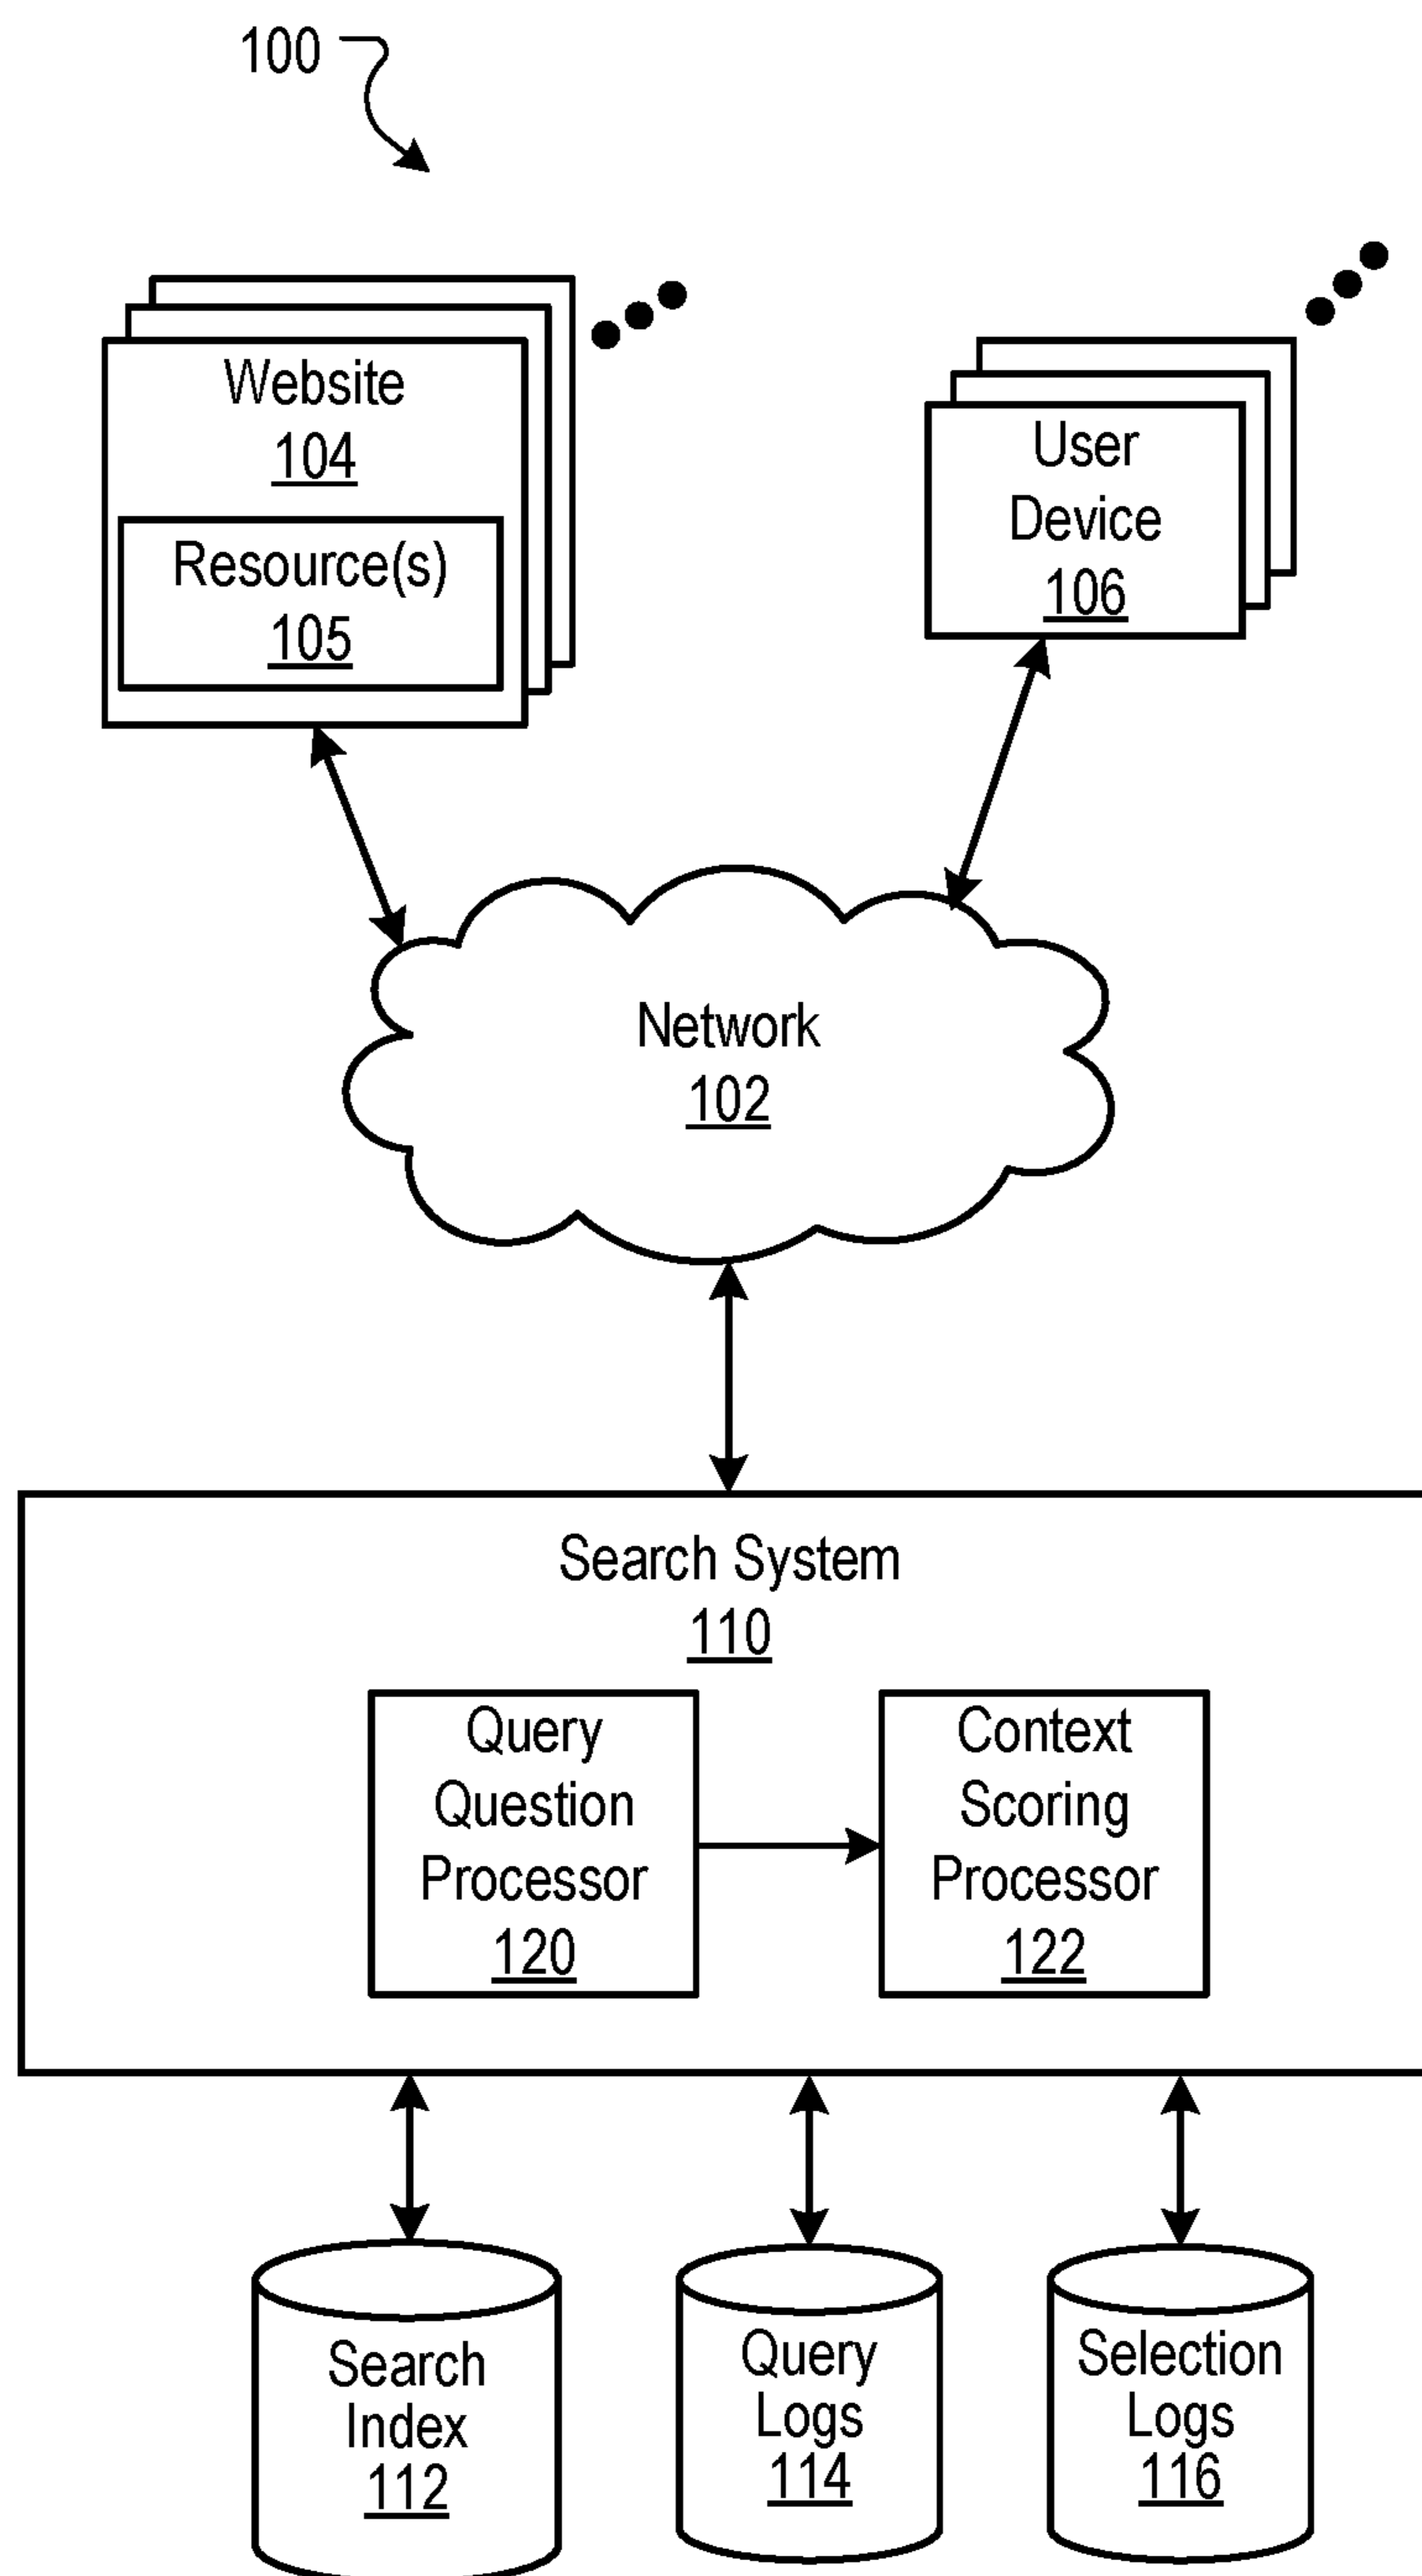 100
Website
104
Resource(s)
105
User
Device
106
Network
102
Search System
110
Query
Question
Processor
120
Context
Scoring
Processor
122
Search
Index
112
Query
Logs
114
Selection
Logs
116